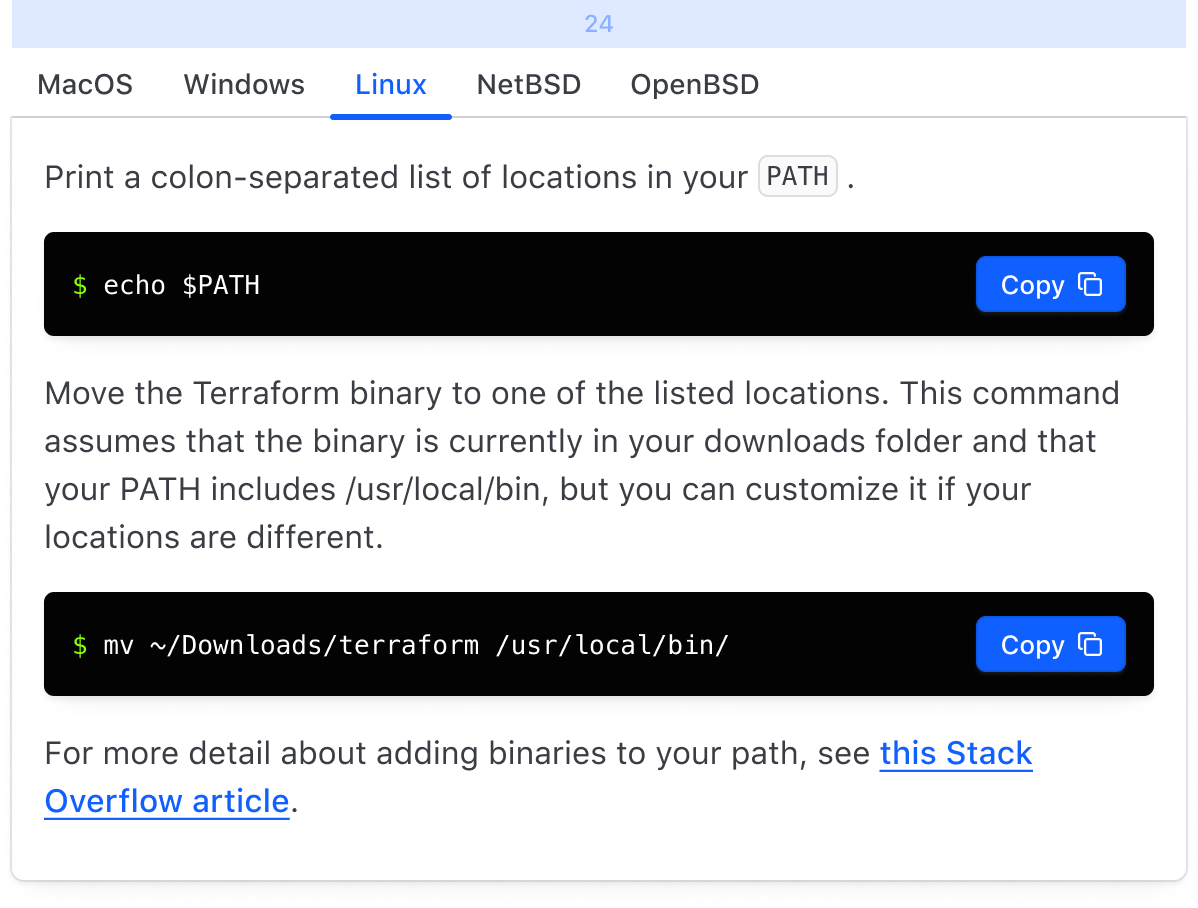 24
MacOS Windows Linux NetBSD OpenBSD
Print a colon-separated list of locations in your PATH .
$ echo $PATH Copy
Move the Terraform binary to one of the listed locations. This command
assumes that the binary is currently in your downloads folder and that
your PATH includes /usr/local/bin, but you can customize it if your
locations are different.
$ mv ~/Downloads/terraform /usr/local/bin/ Copy
For more detail about adding binaries to your path, see this Stack
Overflow article.